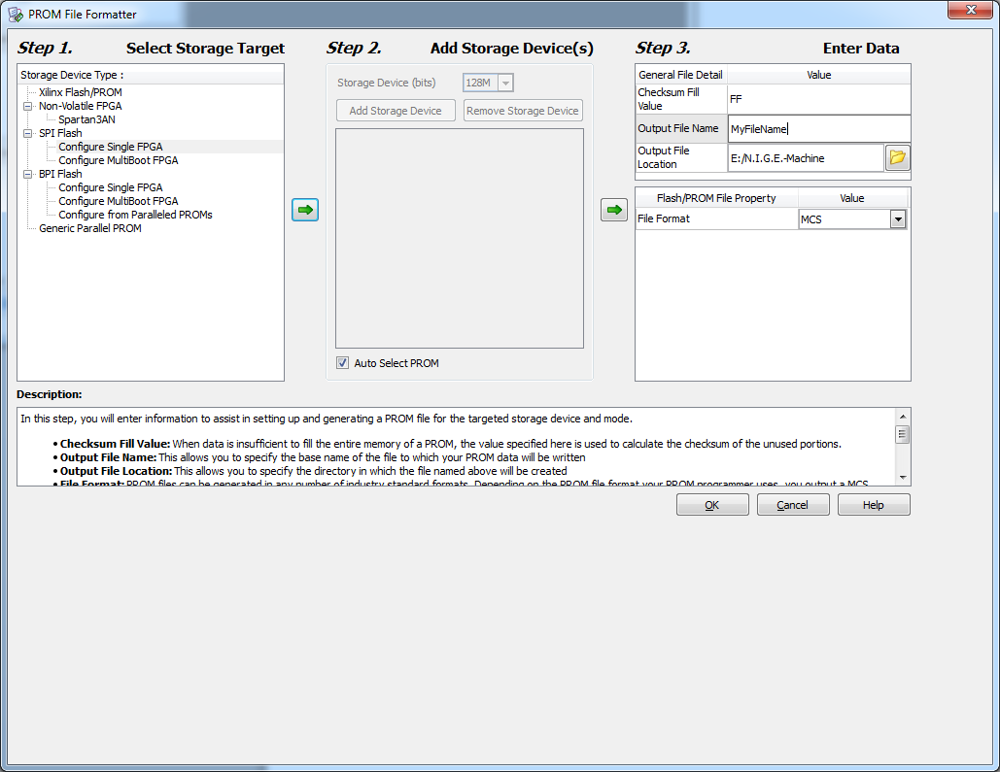 PROM File Formatter
Step 1. Select Storage Target
Storage Device Type :
Xilinx Flash/PROM
Non-Volatile FPGA
Spartan3AN
SPI Flash
Configure Single FPGA
Configure MultiBoot FPGA
BPI Flash
Configure Single FPGA
Configure MultiBoot FPGA
Configure from Paralleled PROMs
Generic Parallel PROM
Step 2. Add Storage Device(s)
Storage Device (bits) 128M
Add Storage Device Remove Storage Device
Auto Select PROM
Step 3. Enter Data
General File Detail Value
Checksum Fill
Value FF
Output File Name MyFileName
Output File
Location E:/N.I.G.E.-Machine
Flash/PROM File Property Value
File Format MCS
Description:
In this step, you will enter information to assist in setting up and generating a PROM file for the targeted storage device and mode.
• Checksum Fill Value: When data is insufficient to fill the entire memory of a PROM, the value specified here is used to calculate the checksum of the unused portions.
• Output File Name: This allows you to specify the base name of the file to which your PROM data will be written
• Output File Location: This allows you to specify the directory in which the file named above will be created
• File Format: PROM files can be generated in any number of industry standard formats. Depending on the PROM file format your PROM programmer uses, you output a MCS
OK Cancel Help